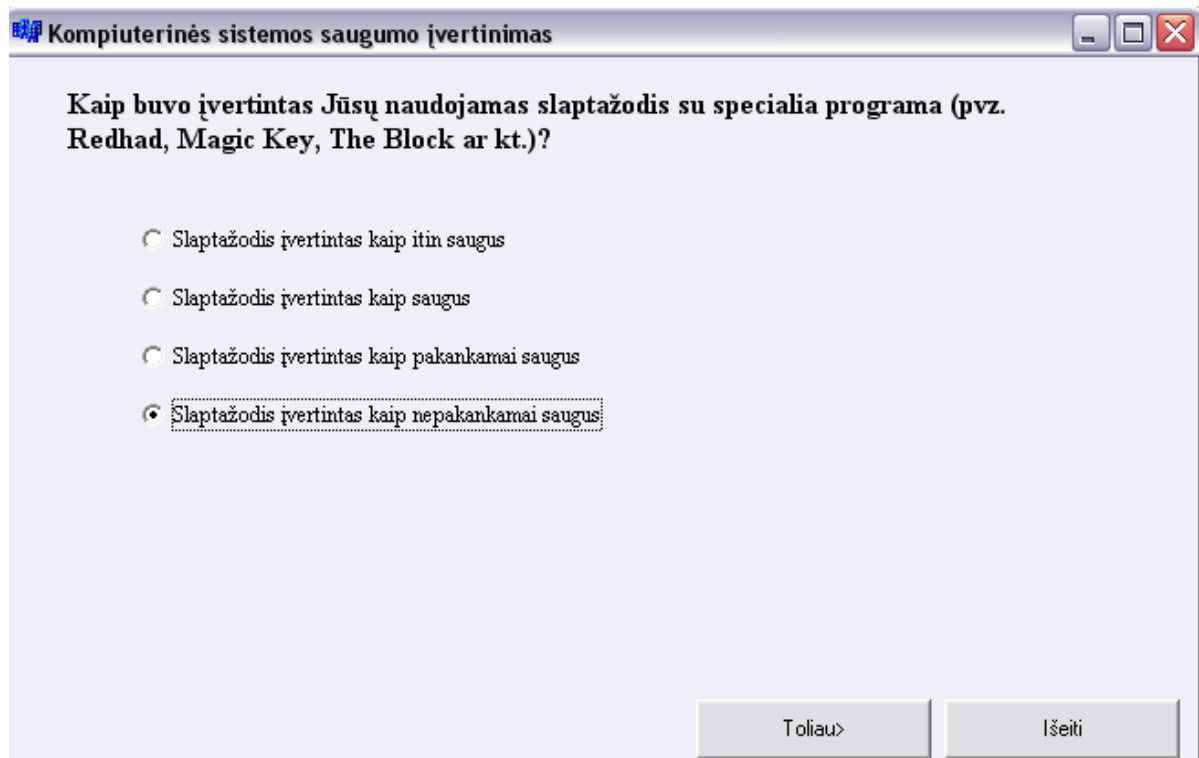 Kompiuterinės sistemos saugumo įvertinimas
Kaip buvo įvertintas Jūsų naudojamas slaptažodis su specialia programa (pvz.
Redhad, Magic Key, The Block ar kt.)?
Slaptažodis įvertintas kaip itin saugus
Slaptažodis įvertintas kaip saugus
Slaptažodis įvertintas kaip pakankamai saugus
Slaptažodis įvertintas kaip nepakankamai saugus
Toliau>
Išeiti